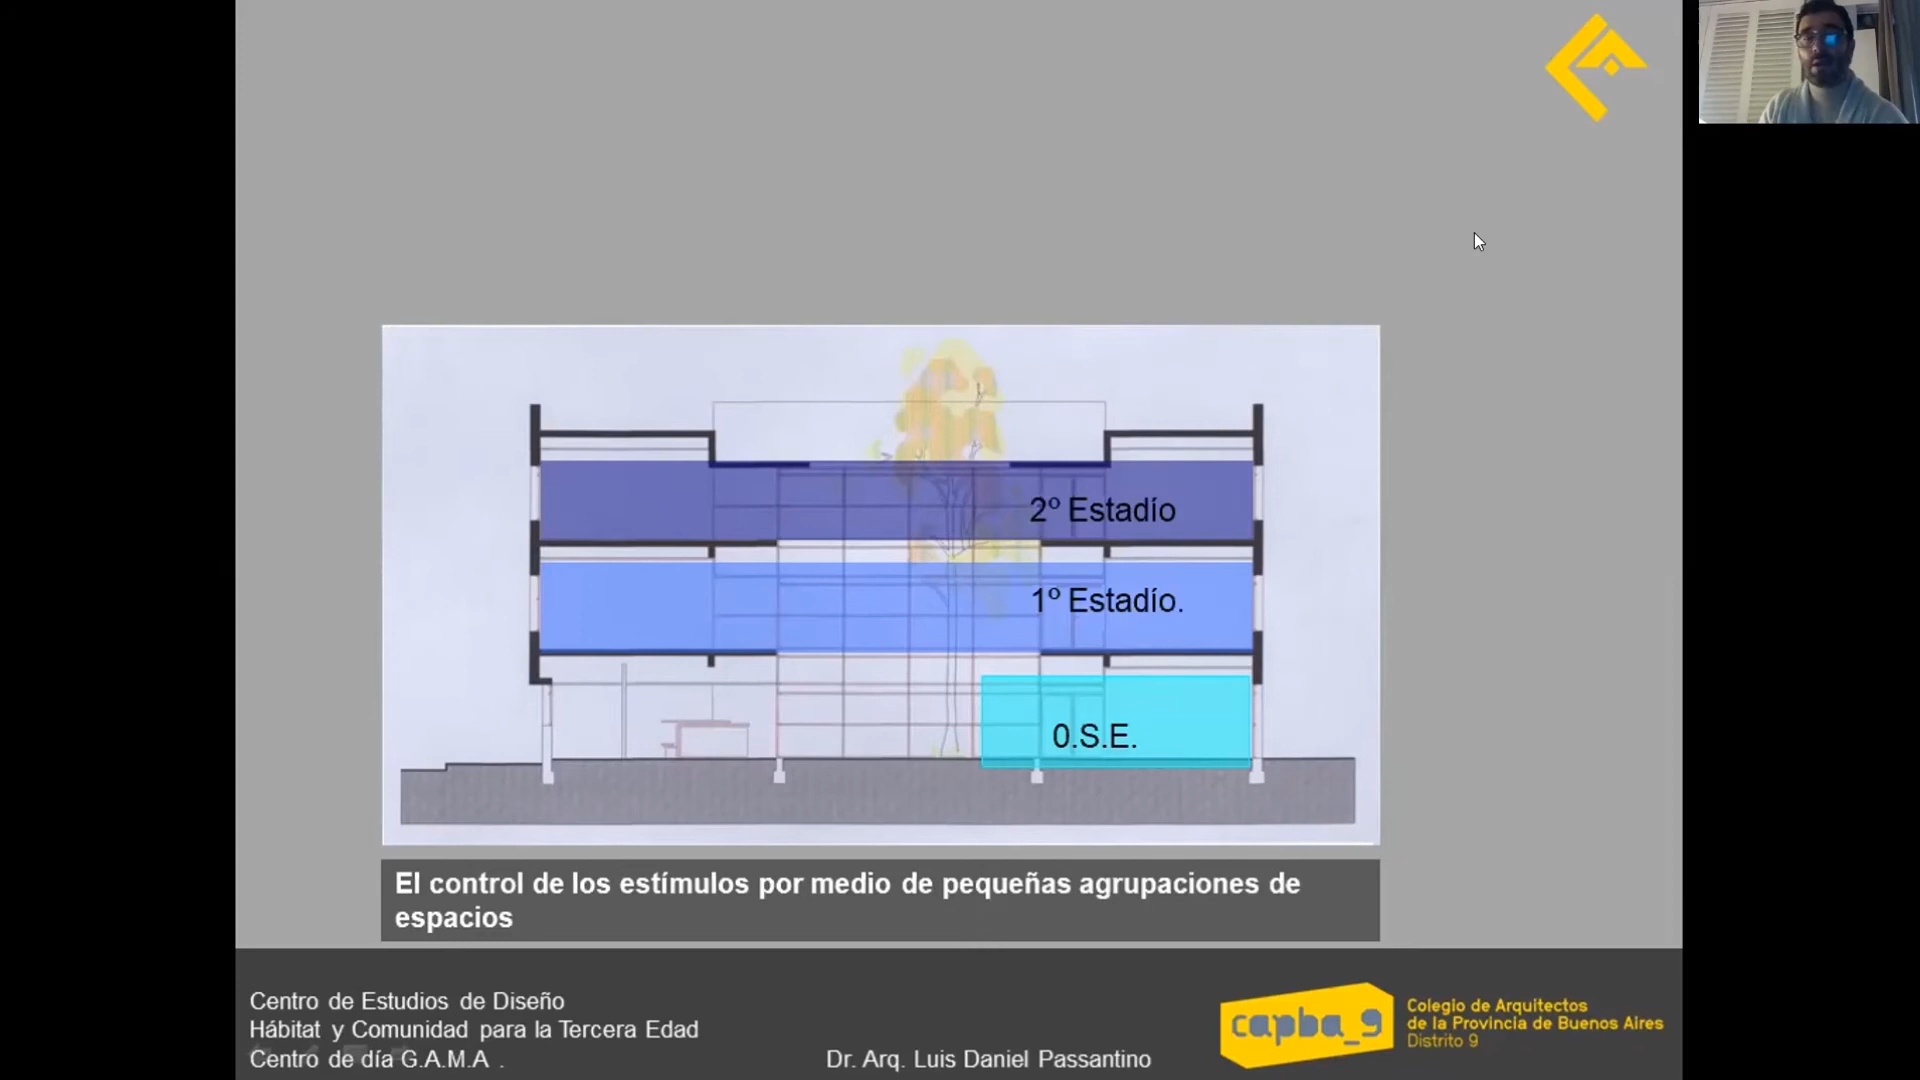 2º Estadío
1º Estadío.
0.S.E.
El control de los estímulos por medio de pequeñas agrupaciones de
espacios
Centro de Estudios de Diseño
Hábitat y Comunidad para la Tercera Edad
Centro de día G.A.M.A .
Dr. Arq. Luis Daniel Passantino
capba_9
Colegio de Arquitectos
de la Provincia de Buenos Aires
Distrito 9